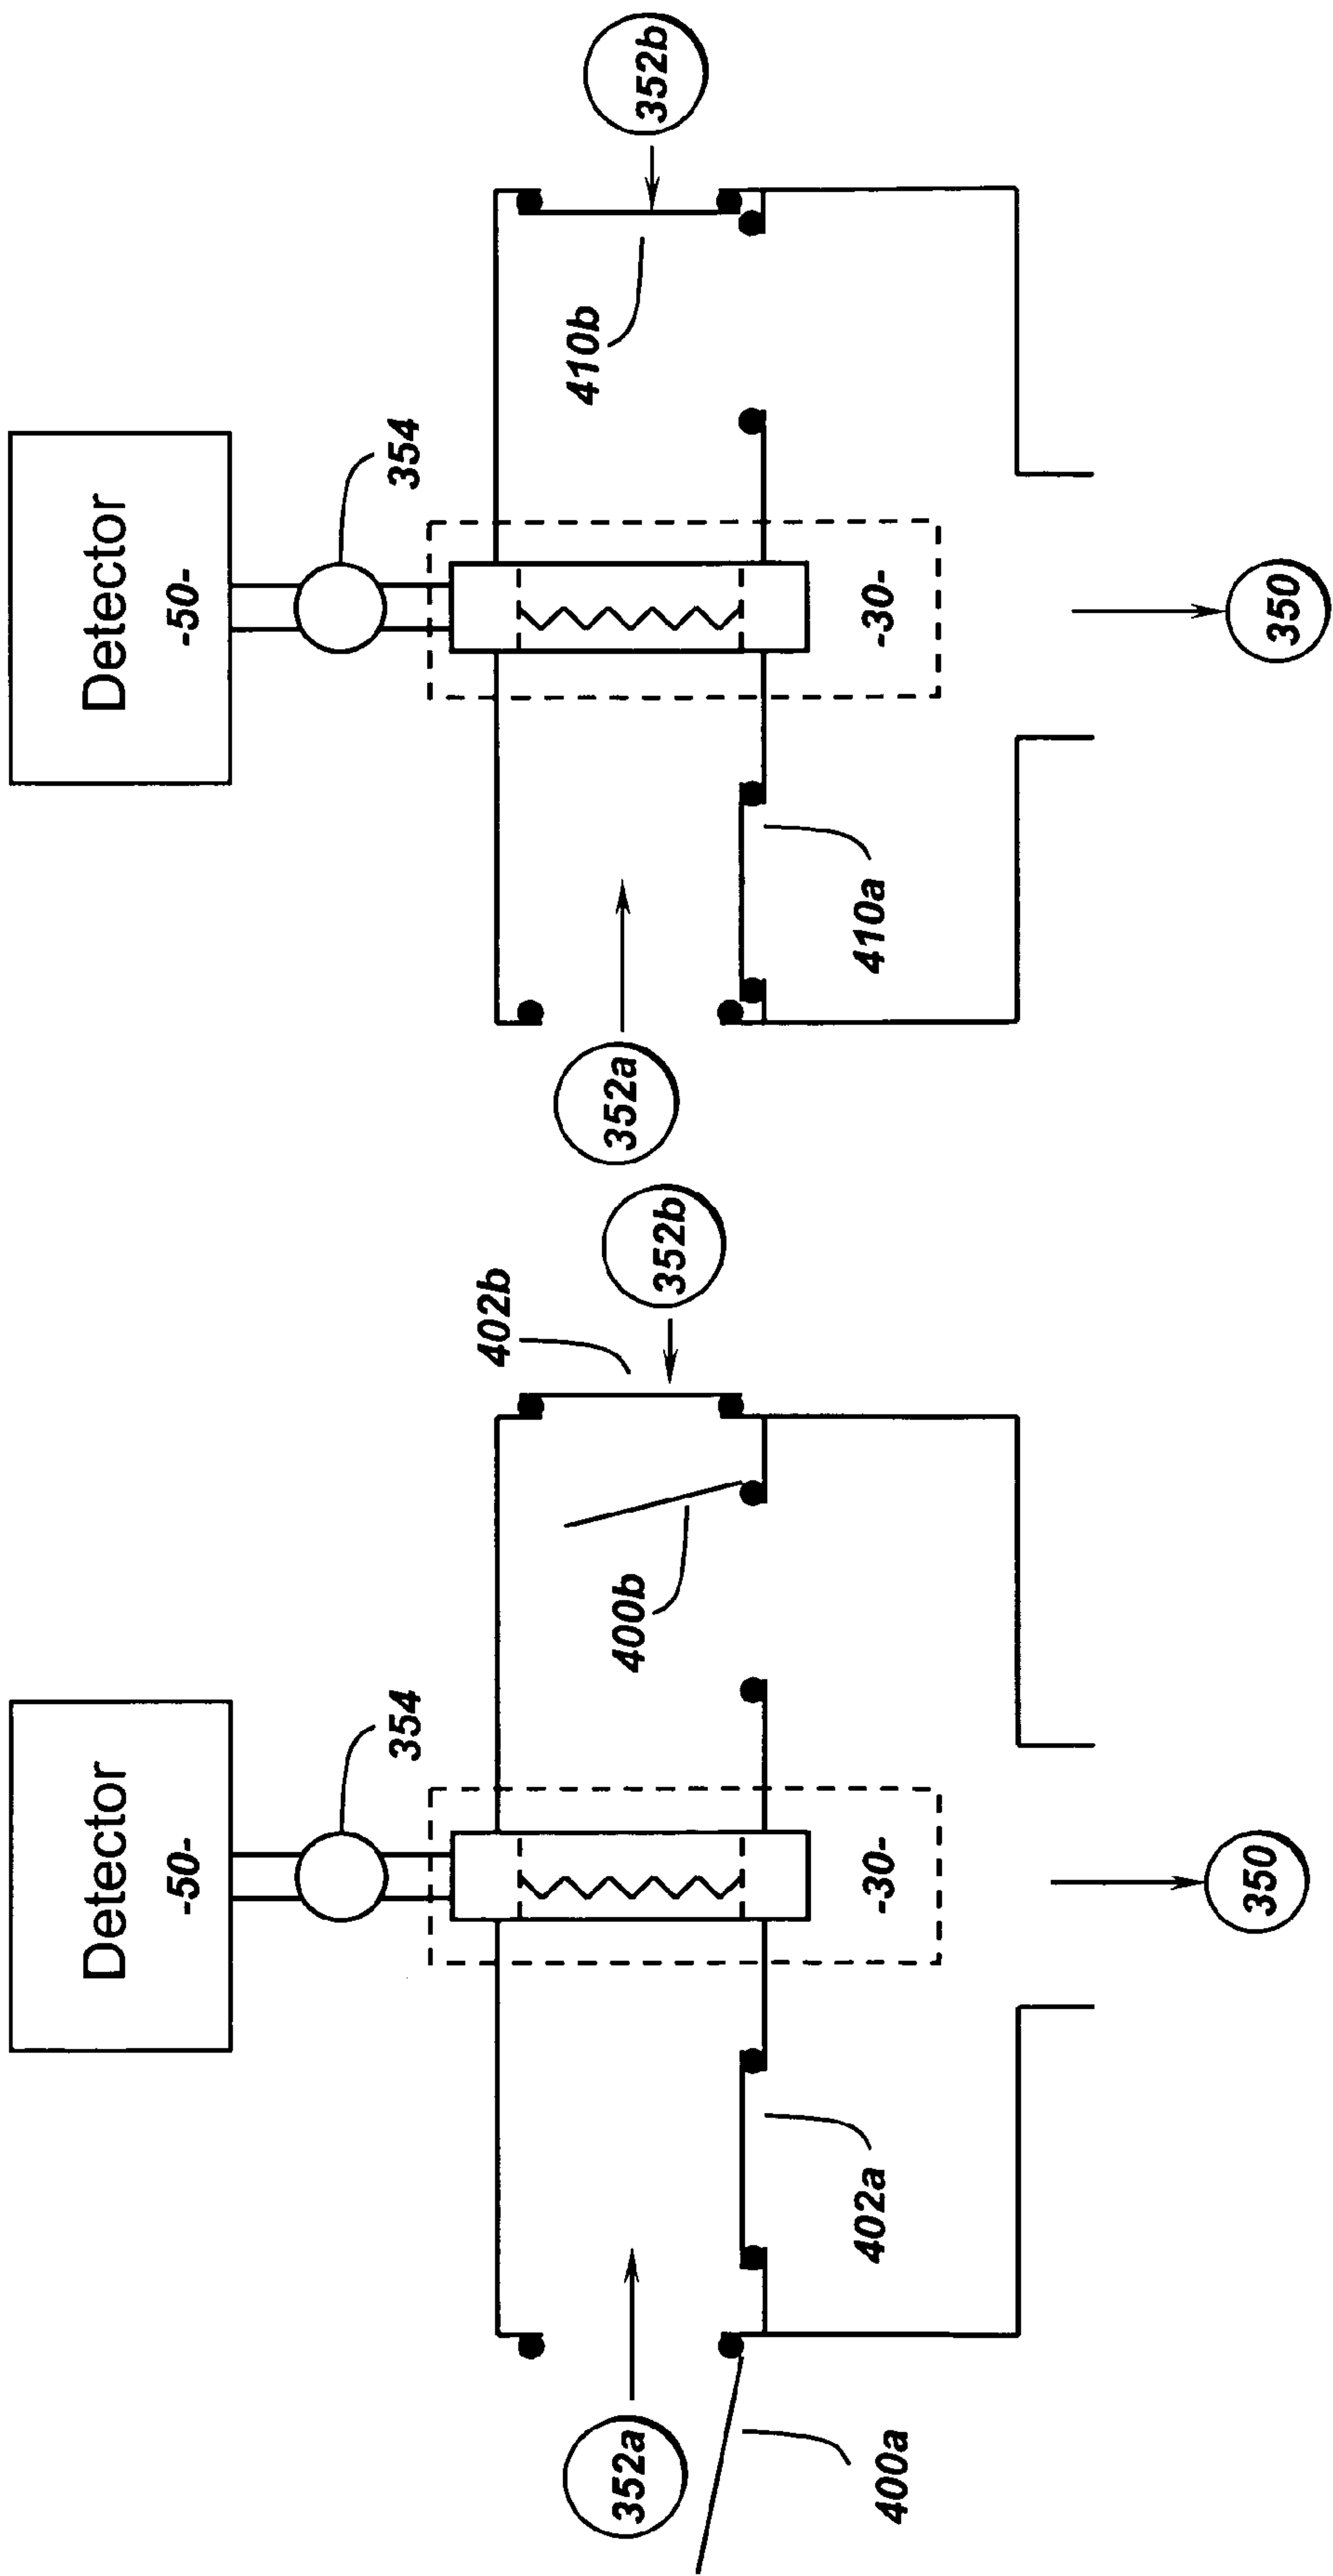 Detector
-50-
354
402b
352b
400b
352a
402a
-30-
400a
350
Detector
-50-
354
352b
410b
352a
410a
-30-
350